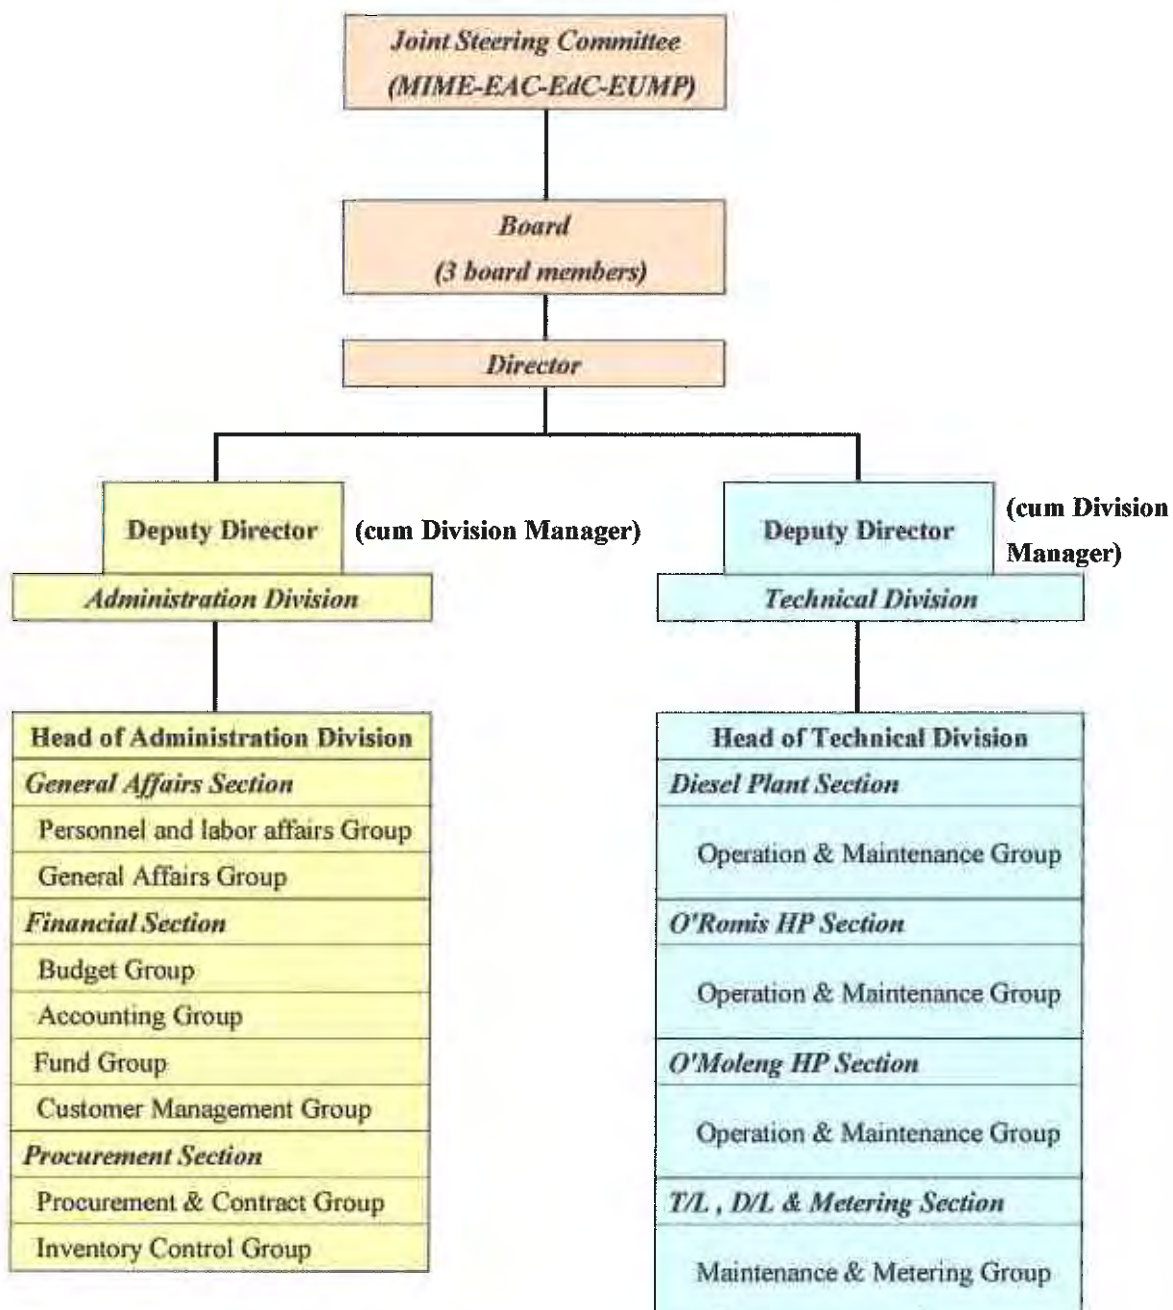 Joint Steering Committee
(MIME-EAC-EdC-EUMP)
Board
(3 board members)
Director
Deputy Director
(cum Division Manager)
Administration Division
Deputy Director
(cum Division
Manager)
Technical Division
Head of Administration Division
General Affairs Section
Personnel and labor affairs Group
General Affairs Group
Financial Section
Budget Group
Accounting Group
Fund Group
Customer Management Group
Procurement Section
Procurement & Contract Group
Inventory Control Group
Head of Technical Division
Diesel Plant Section
Operation & Maintenance Group
O'Romis HP Section
Operation & Maintenance Group
O'Moleng HP Section
Operation & Maintenance Group
T/L , D/L & Metering Section
Maintenance & Metering Group